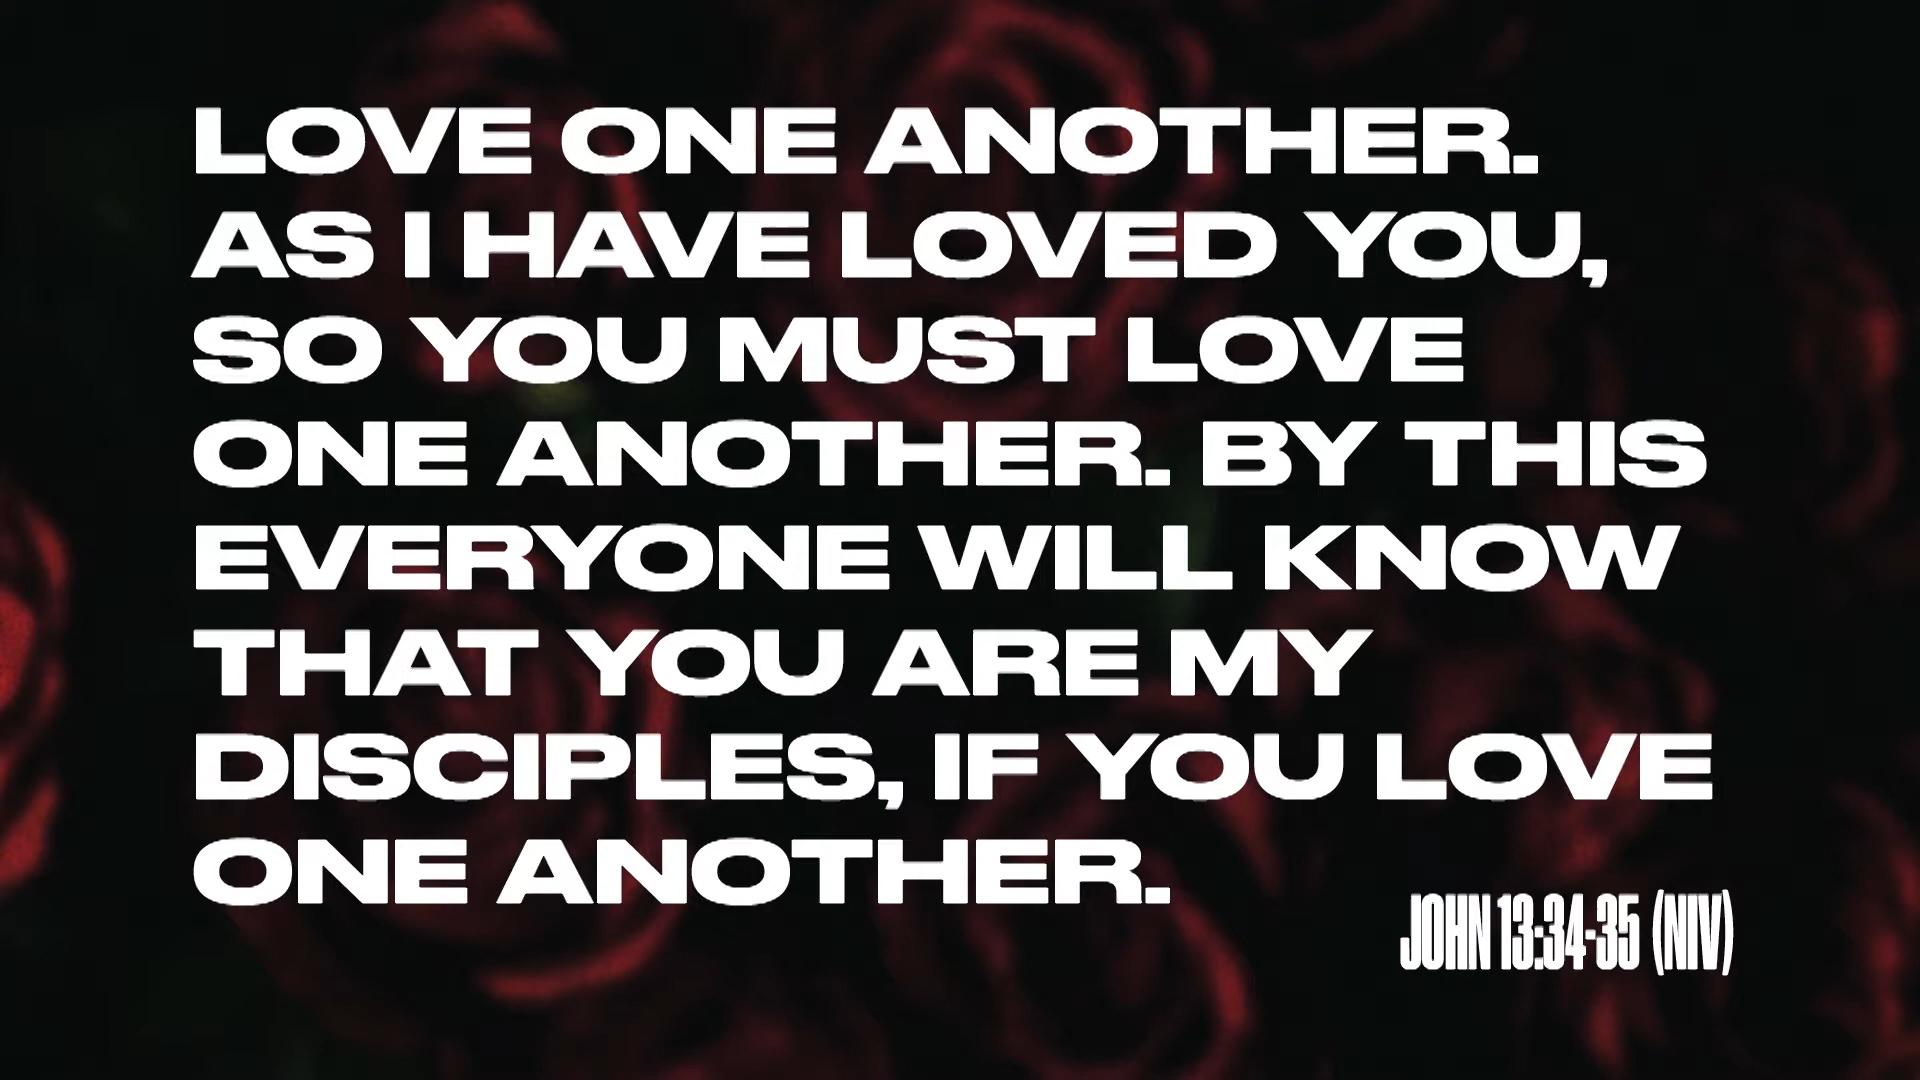 LOVE ONE ANOTHER.
AS I HAVE LOVED YOU,
SO YOU MUST LOVE
ONE ANOTHER. BY THIS
EVERYONE WILL KNOW
THAT YOU ARE MY
DISCIPLES, IF YOU LOVE
ONE ANOTHER.
JOHN 13:34-35 (NIV)